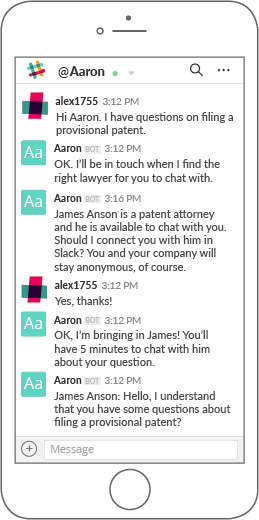 @Aaron
alex1755 3:12 PM
Hi Aaron. I have questions on filing a
provisional patent.
Aa
Aaron BOT 3:12 PM
OK. I'll be in touch when I find the
right lawyer for you to chat with.
Aa
Aaron BOT 3:16 PM
James Anson is a patent attorney
and he is available to chat with you.
Should I connect you with him in
Slack? You and your company will
stay anonymous, of course.
alex1755 3:12 PM
Yes, thanks!
Aa
Aaron BOT 3:12 PM
OK, I'm bringing in James! You'll
have 5 minutes to chat with him
about your question.
Aa
Aaron BOT 3:12 PM
James Anson: Hello, I understand
that you have some questions about
filing a provisional patent?
Message